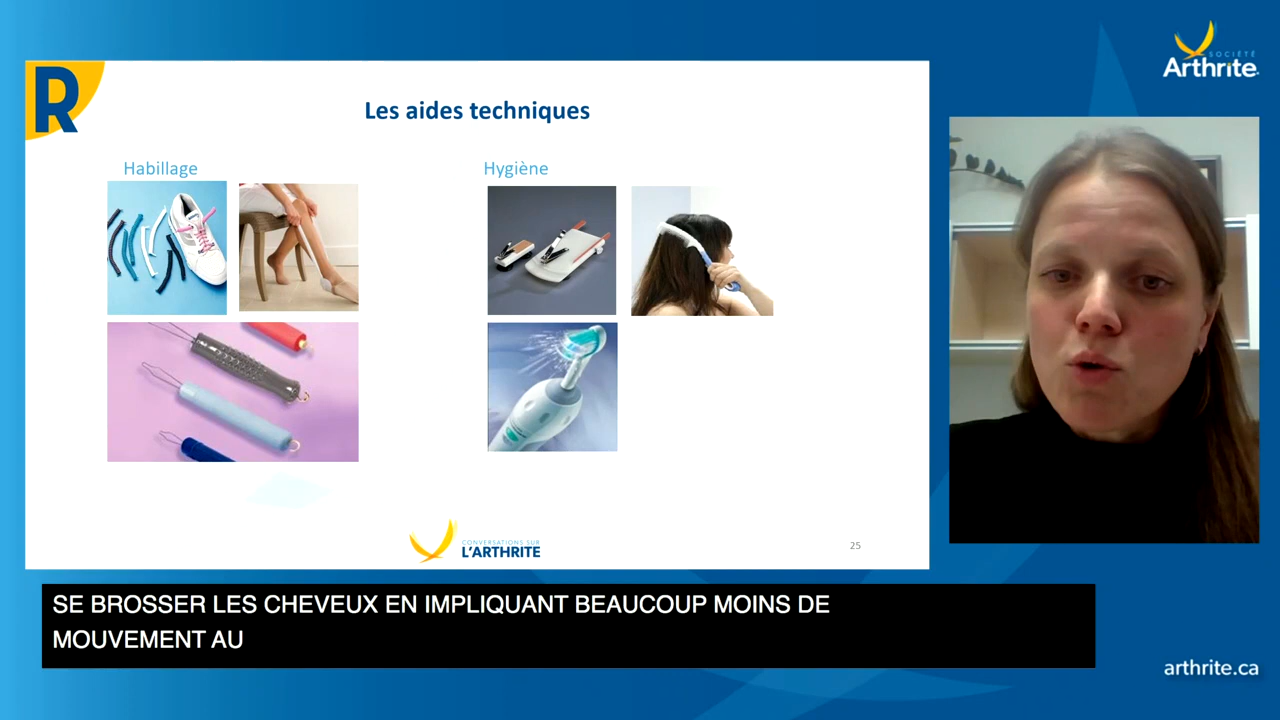 SOCIÉTÉ
Arthrite
R
Les aides techniques
Habillage
Hygiène
CONVERSATIONS SUR
L'ARTHRITE
25
SE BROSSER LES CHEVEUX EN IMPLIQUANT BEAUCOUP MOINS DE
MOUVEMENT AU
arthrite.ca